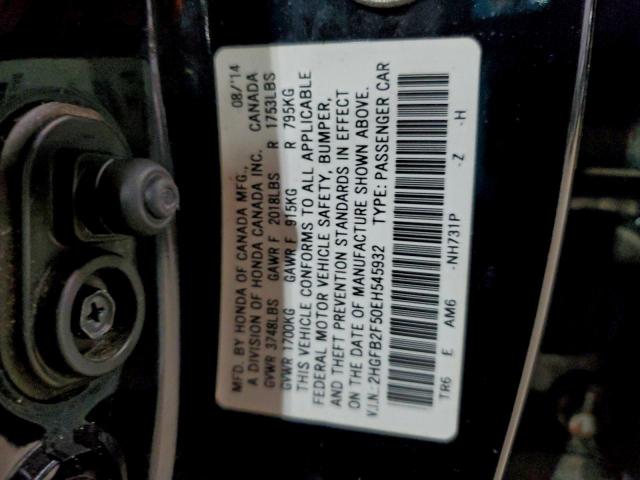 MFD. BY HONDA OF CANADA MFG., 08/'14
A DIVISION OF HONDA CANADA INC. CANADA
GVWR 3748LBS GAWR F 2018LBS R 1753LBS
GVWR 1700KG GAWR F 915KG R 795KG
THIS VEHICLE CONFORMS TO ALL APPLICABLE
FEDERAL MOTOR VEHICLE SAFETY, BUMPER,
AND THEFT PREVENTION STANDARDS IN EFFECT
ON THE DATE OF MANUFACTURE SHOWN ABOVE.
V.I.N. 2HGFB2F50EH545932 TYPE: PASSENGER CAR
TR6 E AM6 -NH731P -Z -H